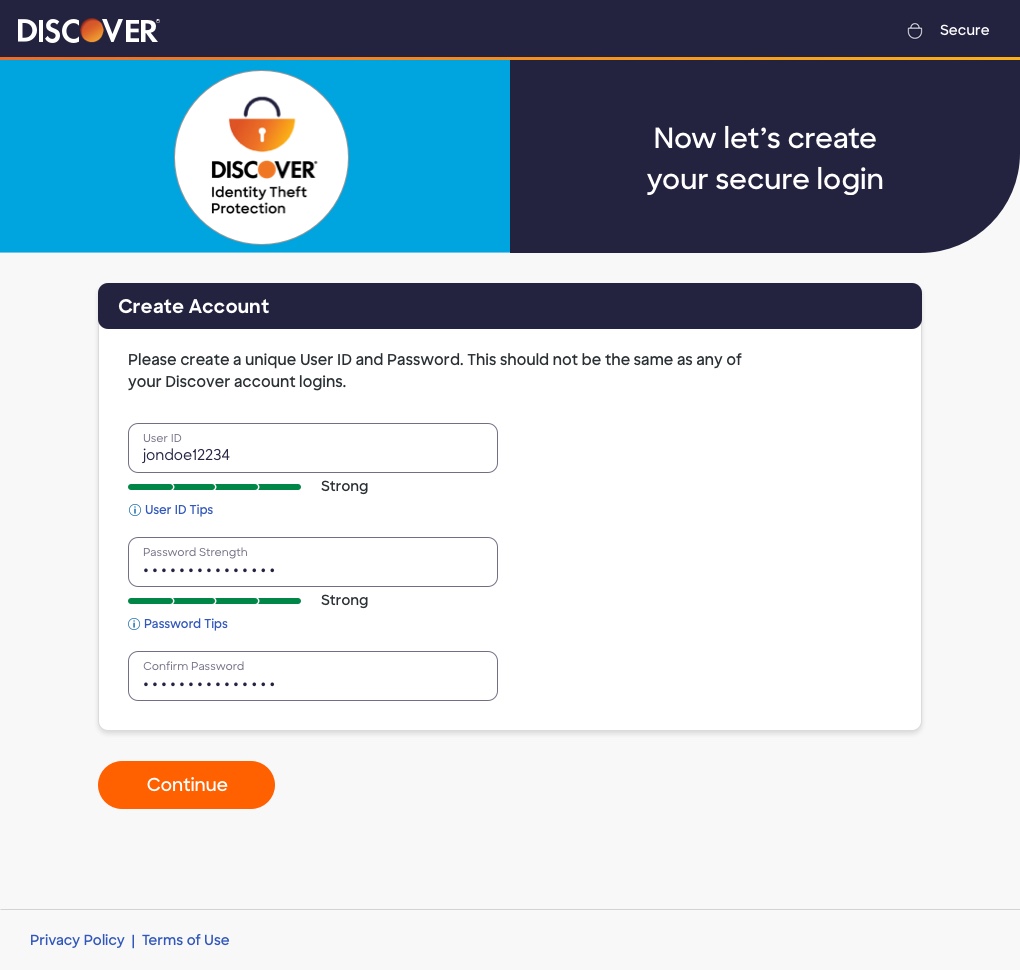 DISCOVER
Secure
DISCOVER
Identity Theft
Protection
Now let’s create
your secure login
Create Account
Please create a unique User ID and Password. This should not be the same as any of
your Discover account logins.
User ID
jondoe12234
Strong
User ID Tips
Password Strength
•••••••••••••••
Strong
Password Tips
Confirm Password
•••••••••••••••
Continue
Privacy Policy | Terms of Use